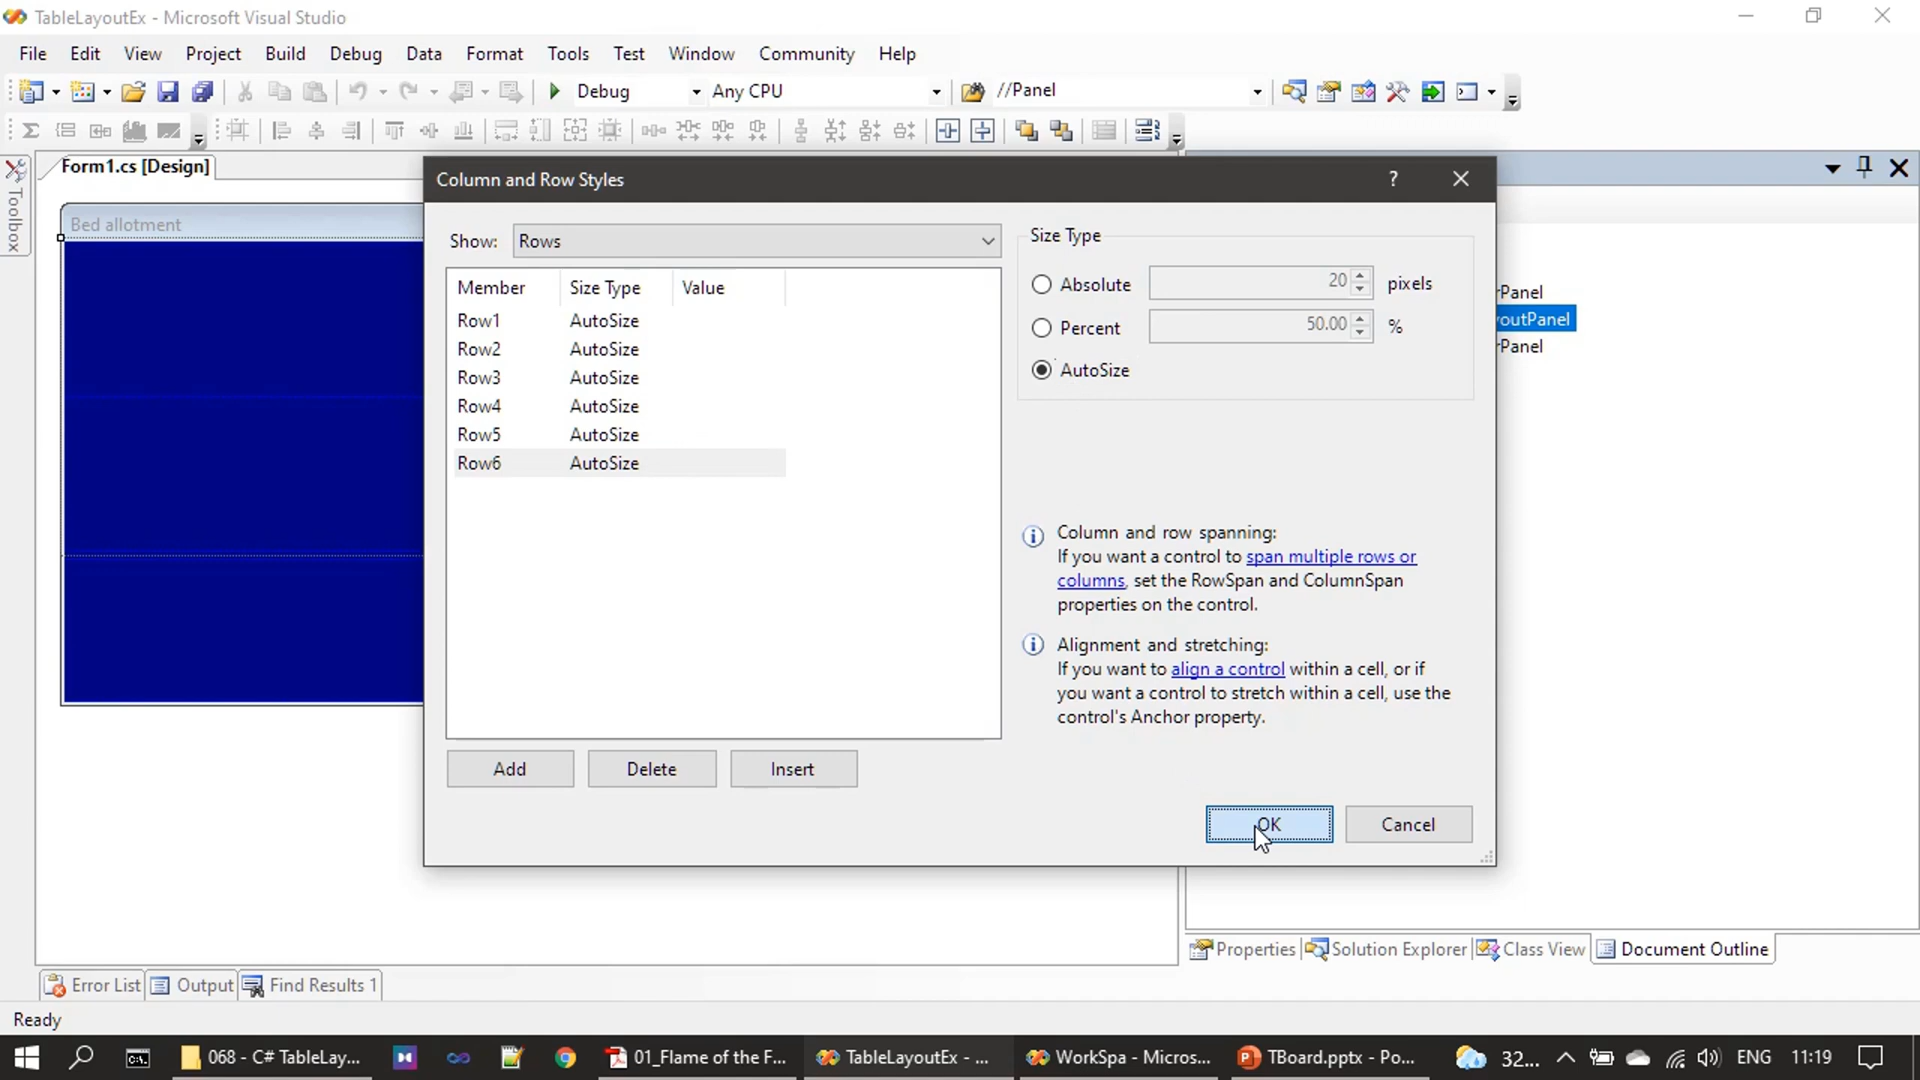 TableLayoutEx - Microsoft Visual Studio
File Edit View Project Build Debug Data Format Tools Test Window Community Help
Debug Any CPU //Panel
Form1.cs [Design]
Toolbox
Bed allotment
Column and Row Styles
?
Show: Rows
Member Size Type Value
Row1 AutoSize
Row2 AutoSize
Row3 AutoSize
Row4 AutoSize
Row5 AutoSize
Row6 AutoSize
Add Delete Insert
Size Type
Absolute 20 pixels
Percent 50.00 %
AutoSize
Column and row spanning:
If you want a control to span multiple rows or
columns, set the RowSpan and ColumnSpan
properties on the control.
Alignment and stretching:
If you want to align a control within a cell, or if
you want a control to stretch within a cell, use the
control's Anchor property.
OK Cancel
rPanel
outPanel
rPanel
Properties Solution Explorer Class View Document Outline
Error List Output Find Results 1
Ready
068 - C# TableLay... 01_Flame of the F... TableLayoutEx - ... WorkSpa - Micros... TBoard.pptx - Po... 32... ENG 11:19